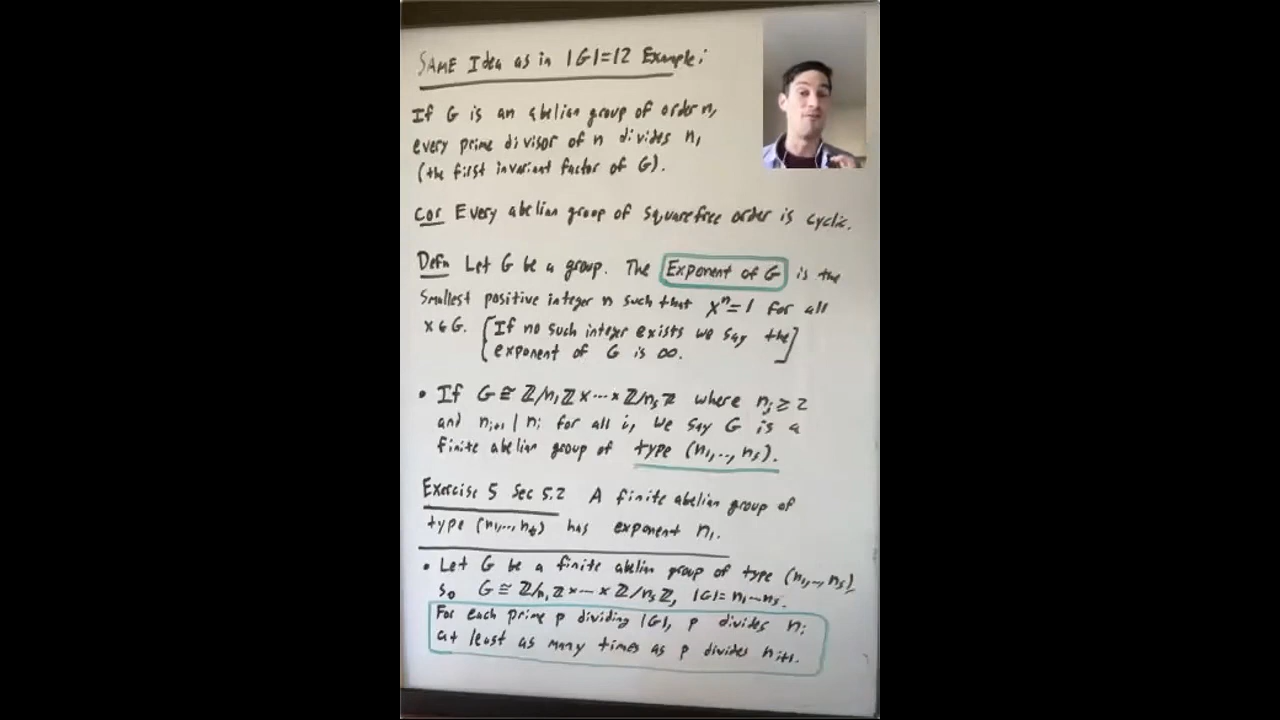 SAME Idea as in |G|=12 Example:
If G is an abelian group of order n,
every prime divisor of n divides n₁
(the first invariant factor of G).
Cor Every abelian group of squarefree order is cyclic.
Defn Let G be a group. The Exponent of G is the
smallest positive integer n such that xⁿ=1 for all
x∈G. [If no such integer exists we say the
exponent of G is ∞.]
• If G ≅ ℤ/n₁ℤ×⋯×ℤ/nₛℤ where nⱼ≥2
and nᵢ₊₁|nᵢ for all i, we say G is a
finite abelian group of type (n₁,..,nₛ).
Exercise 5 Sec 5.2 A finite abelian group of
type (n₁,...,nₜ) has exponent n₁.
• Let G be a finite abelian group of type (n₁,..,nₛ),
So G ≅ ℤ/n₁ℤ×⋯×ℤ/nₛℤ, |G|=n₁⋯nₛ.
For each prime p dividing |G|, p divides nᵢ
at least as many times as p divides nᵢ₊₁.